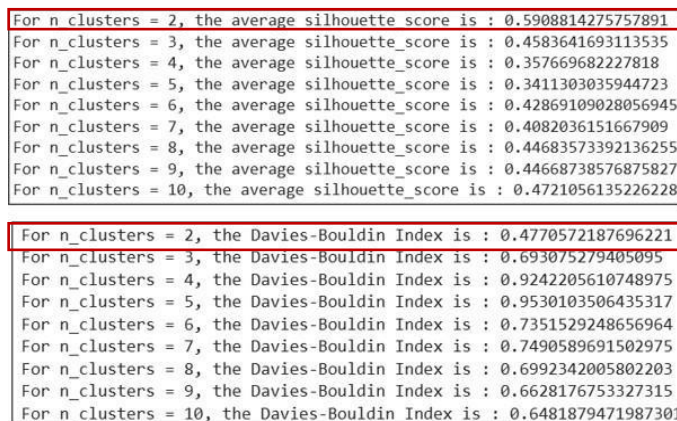 For n_clusters = 2, the average silhouette_score is : 0.5908814275757891
For n_clusters = 3, the average silhouette_score is : 0.4583641693113535
For n_clusters = 4, the average silhouette_score is : 0.357669682227818
For n_clusters = 5, the average silhouette_score is : 0.3411303035944723
For n_clusters = 6, the average silhouette_score is : 0.42869109028056945
For n_clusters = 7, the average silhouette_score is : 0.4082036151667909
For n_clusters = 8, the average silhouette_score is : 0.44683573392136255
For n_clusters = 9, the average silhouette_score is : 0.44668738576875827
For n_clusters = 10, the average silhouette_score is : 0.4721056135226228
For n_clusters = 2, the Davies-Bouldin Index is : 0.4770572187696221
For n_clusters = 3, the Davies-Bouldin Index is : 0.693075279405095
For n_clusters = 4, the Davies-Bouldin Index is : 0.9242205610748975
For n_clusters = 5, the Davies-Bouldin Index is : 0.9530103506435317
For n_clusters = 6, the Davies-Bouldin Index is : 0.7351529248656964
For n_clusters = 7, the Davies-Bouldin Index is : 0.7490589691502975
For n_clusters = 8, the Davies-Bouldin Index is : 0.6992342005802203
For n_clusters = 9, the Davies-Bouldin Index is : 0.6628176753327315
For n_clusters = 10, the Davies-Bouldin Index is : 0.6481879471987301